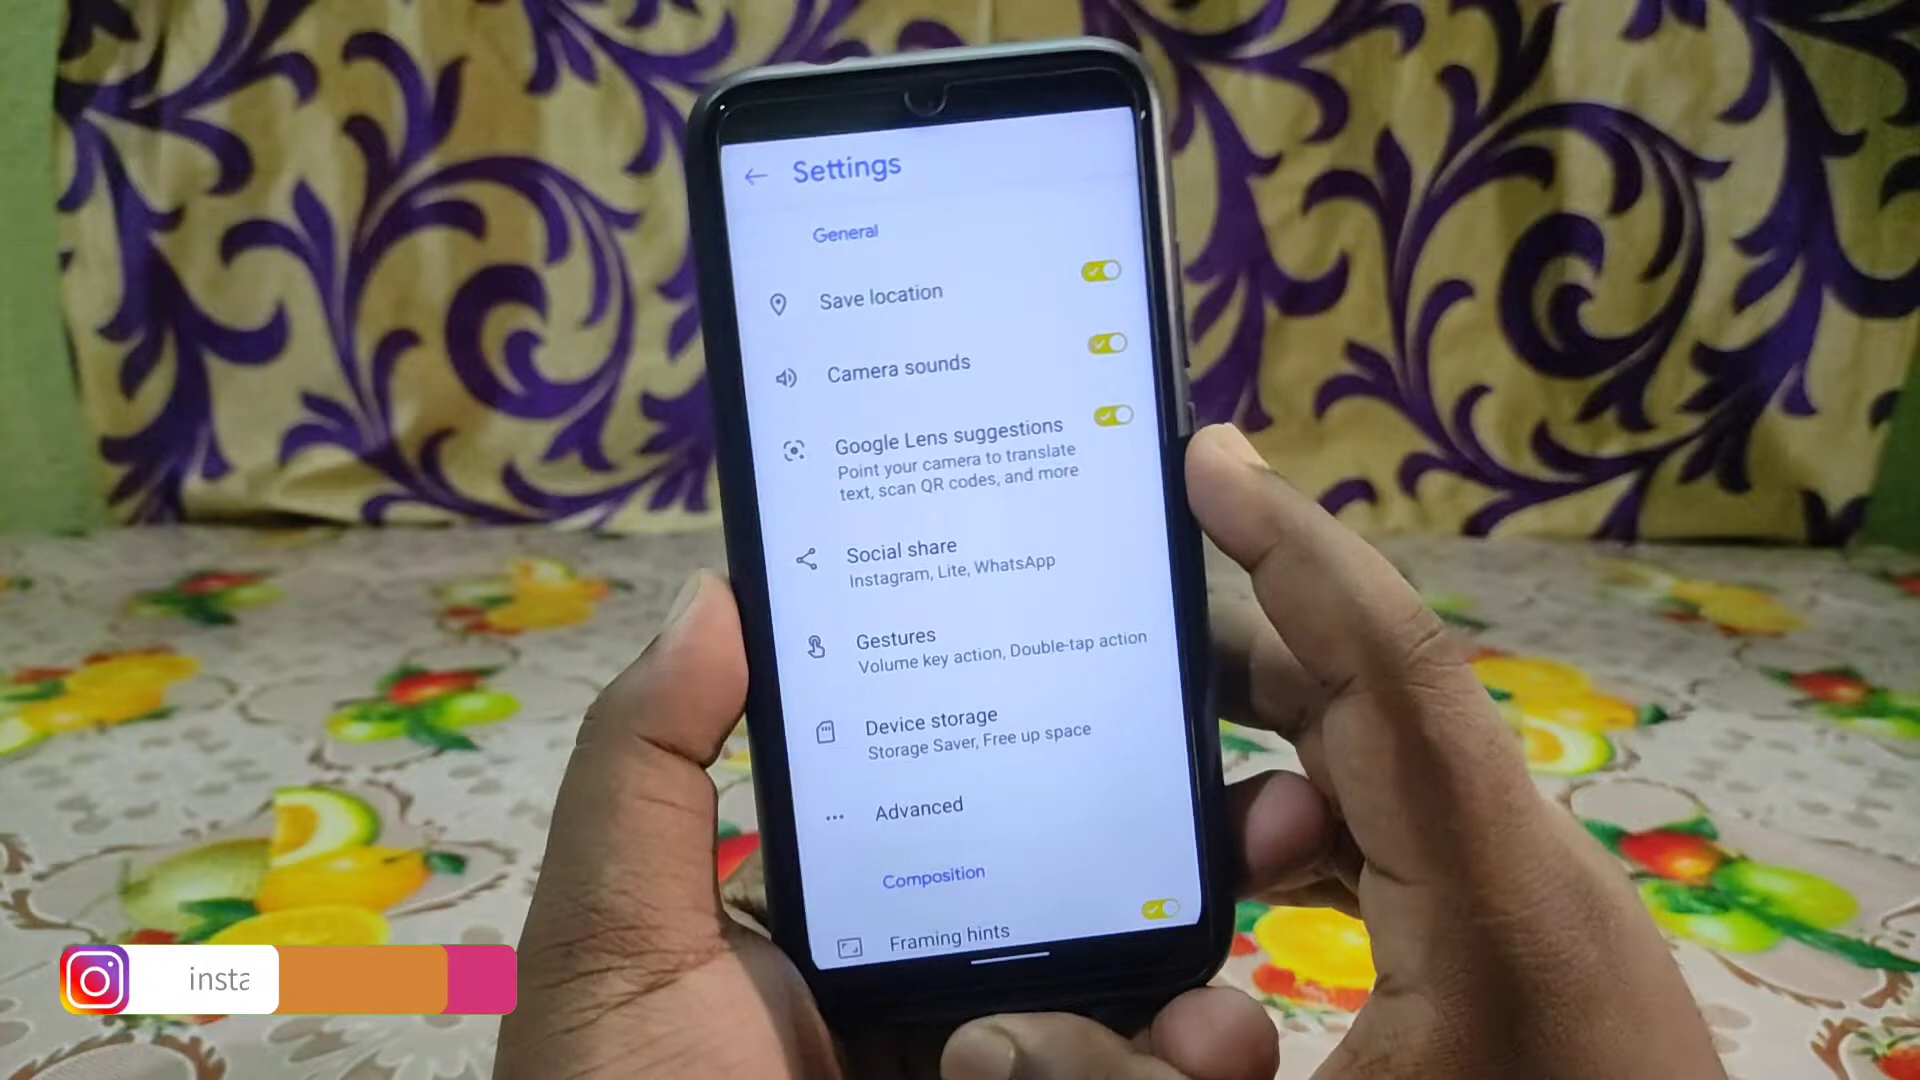 Settings
General
Save location
Camera sounds
Google Lens suggestions
Point your camera to translate
text, scan QR codes, and more
Social share
Instagram, Lite, WhatsApp
Gestures
Volume key action, Double-tap action
Device storage
Storage Saver, Free up space
Advanced
Composition
Framing hints
insta